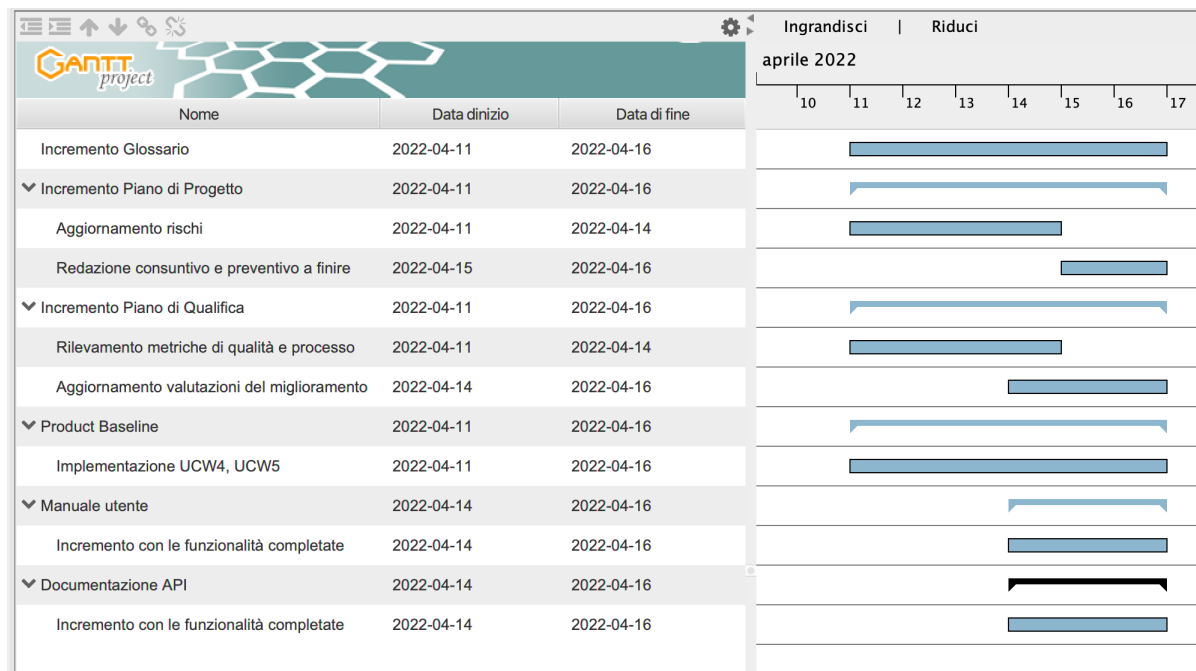 Ingrandisci | Riduci
GANTT project
aprile 2022
10 11 12 13 14 15 16 17
Nome Data dinizio Data di fine
Incremento Glossario 2022-04-11 2022-04-16
Incremento Piano di Progetto 2022-04-11 2022-04-16
Aggiornamento rischi 2022-04-11 2022-04-14
Redazione consuntivo e preventivo a finire 2022-04-15 2022-04-16
Incremento Piano di Qualifica 2022-04-11 2022-04-16
Rilevamento metriche di qualità e processo 2022-04-11 2022-04-14
Aggiornamento valutazioni del miglioramento 2022-04-14 2022-04-16
Product Baseline 2022-04-11 2022-04-16
Implementazione UCW4, UCW5 2022-04-11 2022-04-16
Manuale utente 2022-04-14 2022-04-16
Incremento con le funzionalità completate 2022-04-14 2022-04-16
Documentazione API 2022-04-14 2022-04-16
Incremento con le funzionalità completate 2022-04-14 2022-04-16